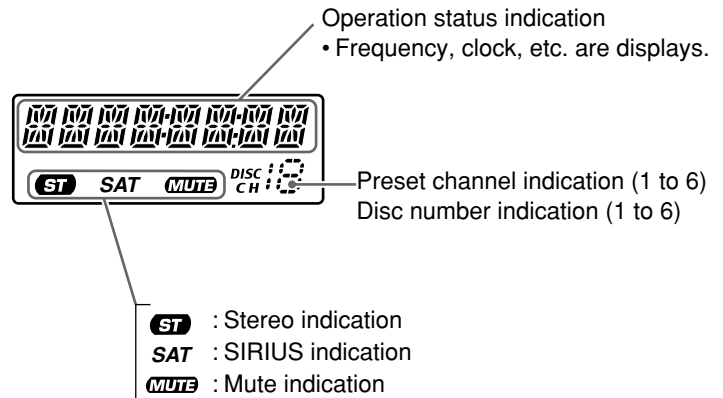 Operation status indication
• Frequency, clock, etc. are displays.
ST SAT MUTE DISC CH 18
Preset channel indication (1 to 6)
Disc number indication (1 to 6)
ST : Stereo indication
SAT : SIRIUS indication
MUTE : Mute indication